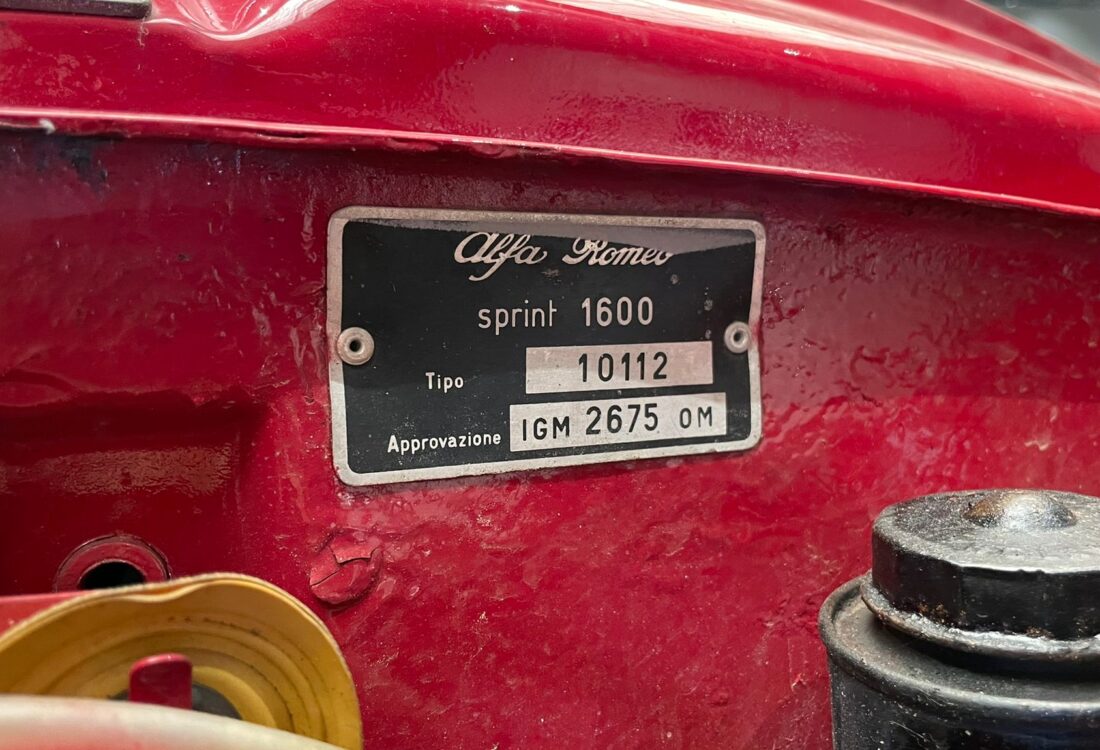 Alfa Romeo
sprint 1600
Tipo 10112
Approvazione IGM 2675 OM